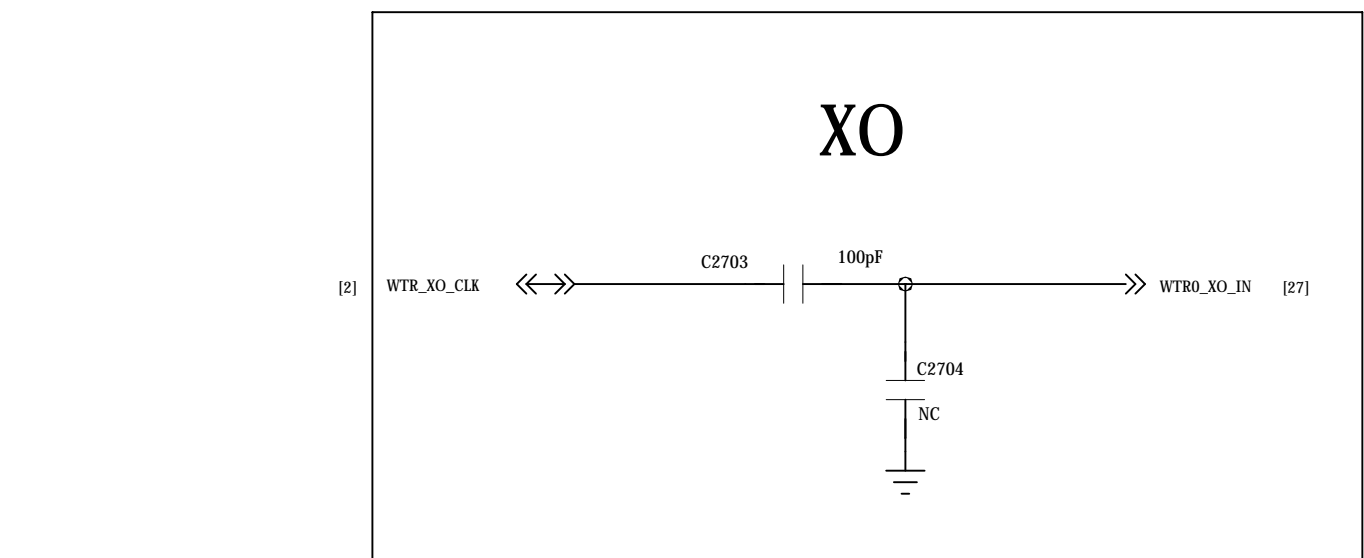 XO
C2703 100pF
[2] WTR_XO_CLK WTR0_XO_IN [27]
C2704
NC